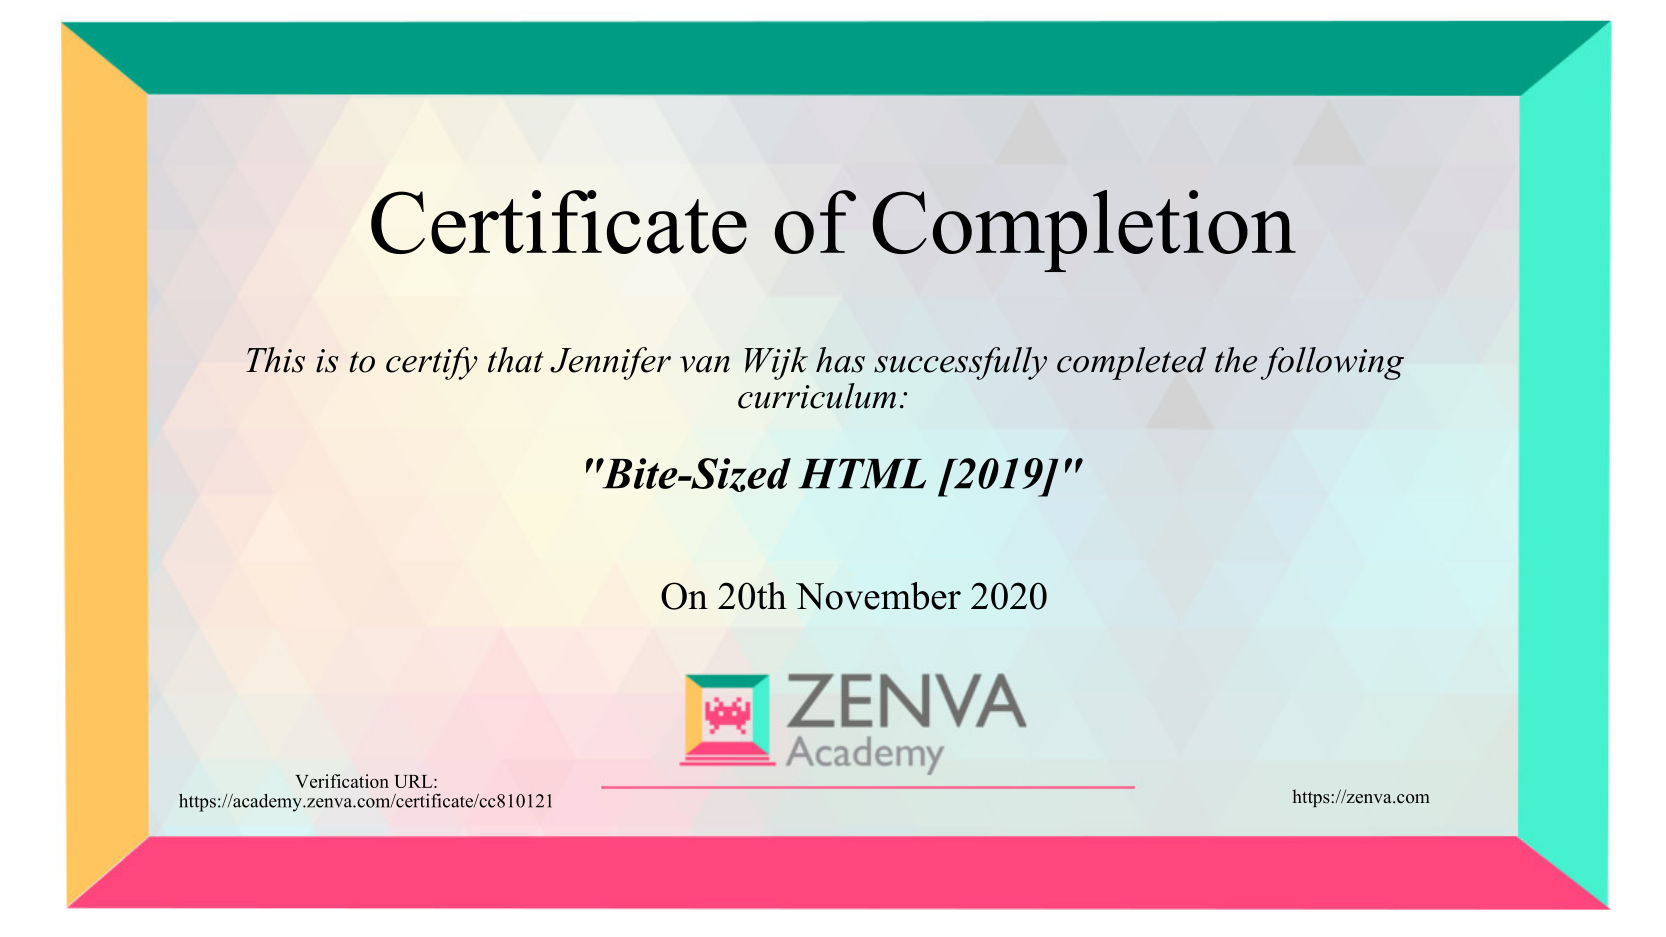 Certificate of Completion
This is to certify that Jennifer van Wijk has successfully completed the following
curriculum:
"Bite-Sized HTML [2019]"
On 20th November 2020
ZENVA
Academy
Verification URL:
https://academy.zenva.com/certificate/cc810121
https://zenva.com